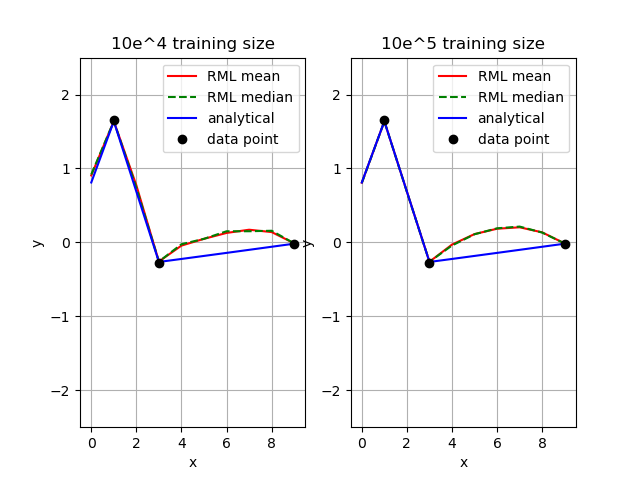 10e^4 training size
RML mean
RML median
analytical
data point
2
1
0
−1
−2
y
0 2 4 6 8
x
10e^5 training size
RML mean
RML median
analytical
data point
2
1
0
−1
−2
y
0 2 4 6 8
x